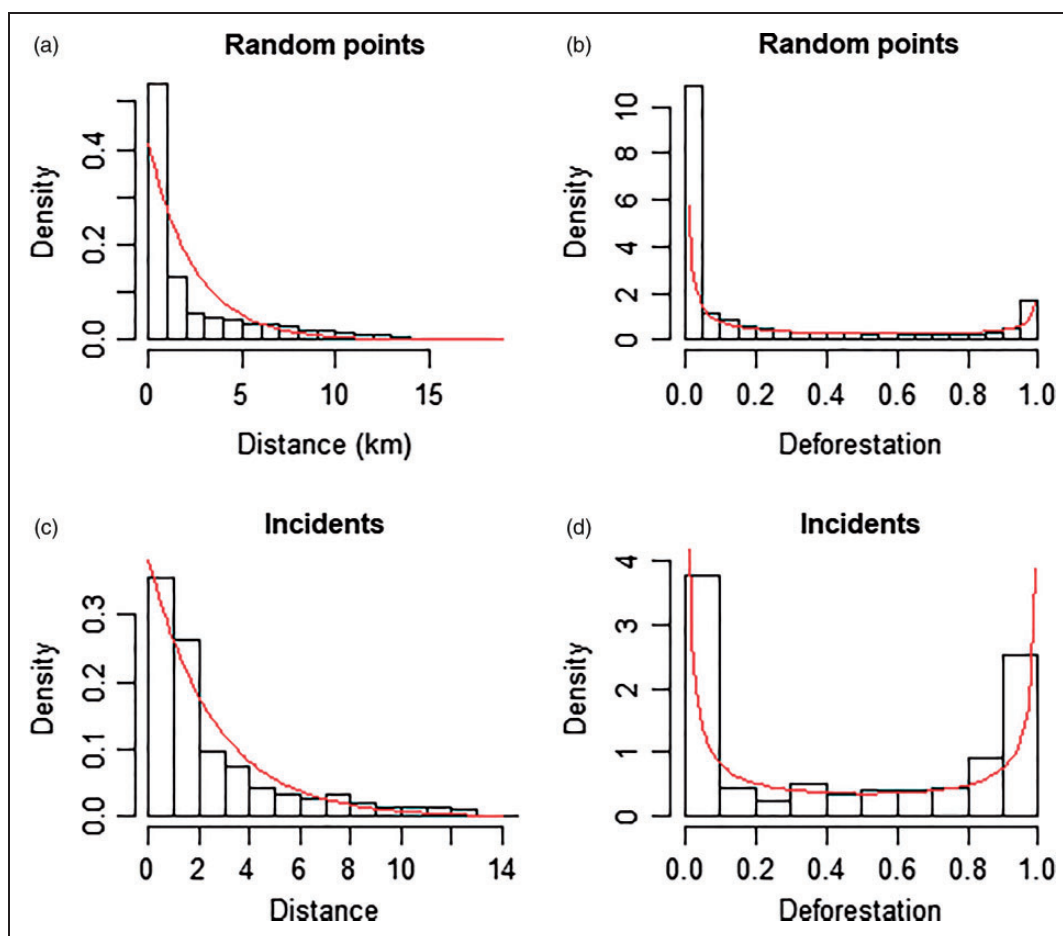 (a) Random points
Density
0.0 0.2 0.4
0 5 10 15
Distance (km)
(b) Random points
Density
0 2 4 6 8 10
0.0 0.2 0.4 0.6 0.8 1.0
Deforestation
(c) Incidents
Density
0.0 0.1 0.2 0.3
0 2 4 6 8 10 14
Distance
(d) Incidents
Density
0 1 2 3 4
0.0 0.2 0.4 0.6 0.8 1.0
Deforestation